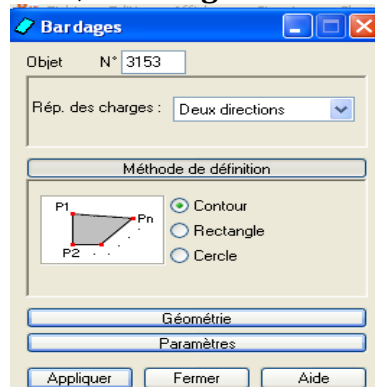 Bardages
Objet N° 3153
Rép. des charges : Deux directions
Méthode de définition
P1
Pn
P2
Contour
Rectangle
Cercle
Géométrie
Paramètres
Appliquer Fermer Aide